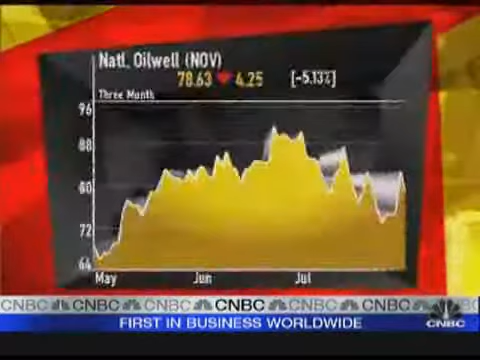 Natl. Oilwell (NOV)
78.63 4.25 [-5.13%]
Three Month
96
88
80
72
64
May Jun Jul
CNBC CNBC CNBC CNBC CNBC CNBC CNBC
FIRST IN BUSINESS WORLDWIDE
CNBC